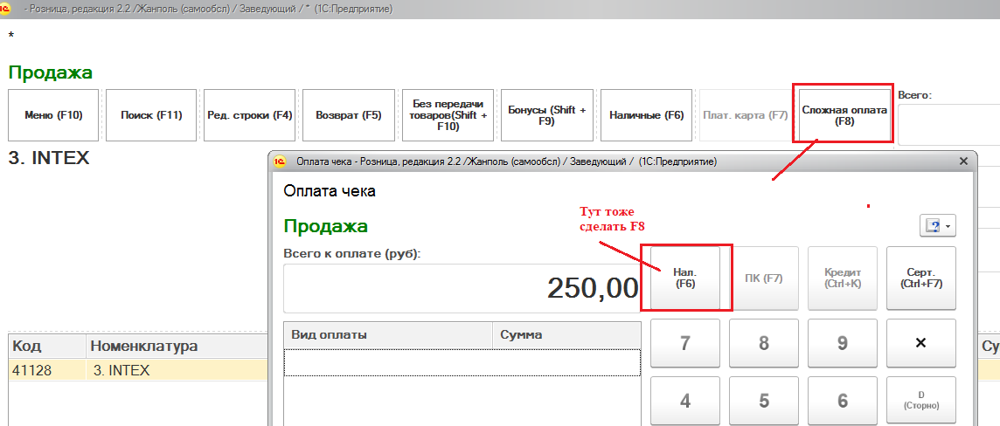 - Розница, редакция 2.2 /Жанполь (самообсл) / Заведующий / * (1С:Предприятие)
*
Продажа
Меню (F10)
Поиск (F11)
Ред. строки (F4)
Возврат (F5)
Без передачи
товаров(Shift +
F10)
Бонусы (Shift +
F9)
Наличные (F6)
Плат. карта (F7)
Сложная оплата
(F8)
Всего:
3. INTEX
Оплата чека - Розница, редакция 2.2 /Жанполь (самообсл) / Заведующий / (1С:Предприятие)
Оплата чека
Тут тоже
сделать F8
Продажа
Всего к оплате (руб):
250,00
Нал.
(F6)
ПК (F7)
Кредит
(Ctrl+K)
Серт.
(Ctrl+F7)
Вид оплаты
Сумма
7
8
9
Код
Номенклатура
Су
41128
3. INTEX
4
5
6
D
(Сторно)